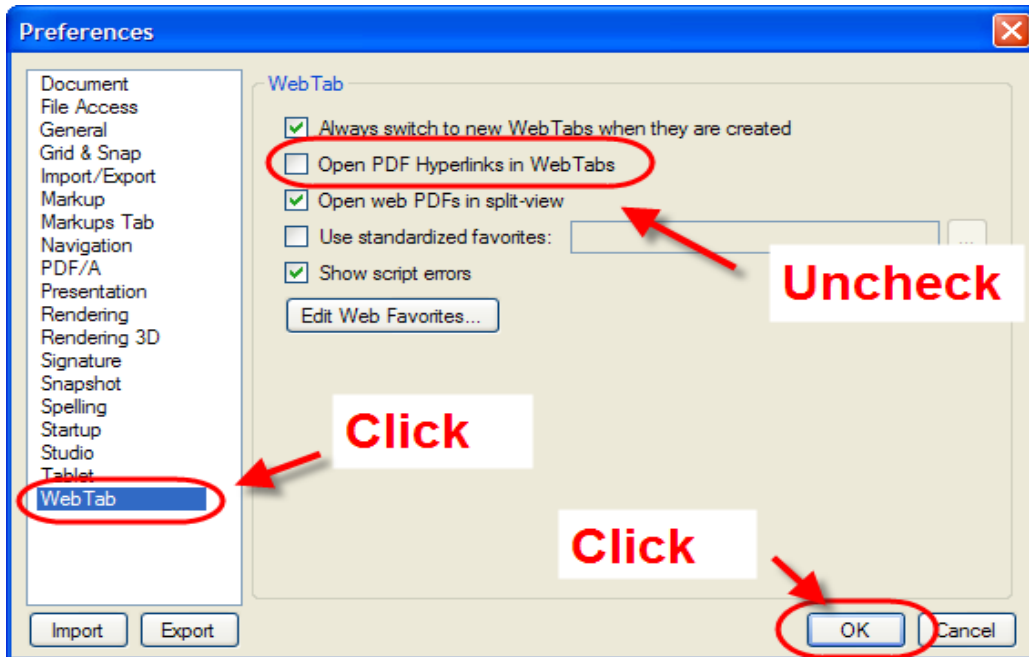 Preferences
Document
File Access
General
Grid & Snap
Import/Export
Markup
Markups Tab
Navigation
PDF/A
Presentation
Rendering
Rendering 3D
Signature
Snapshot
Spelling
Startup
Studio
Tablet
WebTab
WebTab
Always switch to new WebTabs when they are created
Open PDF Hyperlinks in WebTabs
Open web PDFs in split-view
Use standardized favorites:
...
Show script errors
Edit Web Favorites...
Uncheck
Click
Click
Import
Export
OK
Cancel